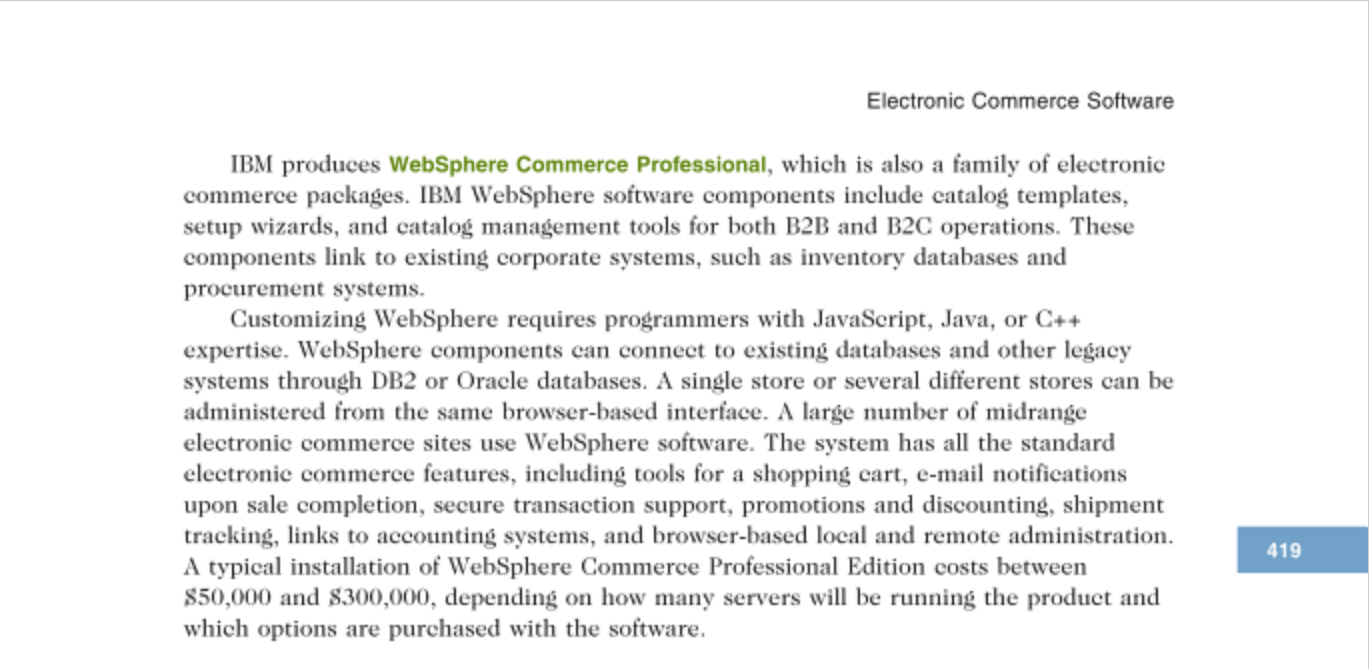 Electronic Commerce Software
IBM produces WebSphere Commerce Professional, which is also a family of electronic
commerce packages. IBM WebSphere software components include catalog templates,
setup wizards, and catalog management tools for both B2B and B2C operations. These
components link to existing corporate systems, such as inventory databases and
procurement systems.
Customizing WebSphere requires programmers with JavaScript, Java, or C++
expertise. WebSphere components can connect to existing databases and other legacy
systems through DB2 or Oracle databases. A single store or several different stores can be
administered from the same browser-based interface. A large number of midrange
electronic commerce sites use WebSphere software. The system has all the standard
electronic commerce features, including tools for a shopping cart, e-mail notifications
upon sale completion, secure transaction support, promotions and discounting, shipment
tracking, links to accounting systems, and browser-based local and remote administration.
419
A typical installation of WebSphere Commerce Professional Edition costs between
$50,000 and $300,000, depending on how many servers will be running the product and
which options are purchased with the software.